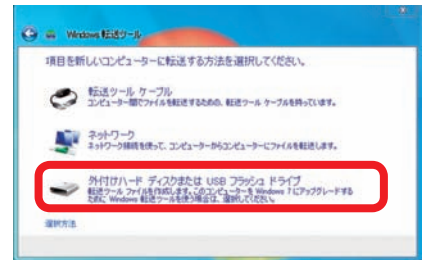 Windows 転送ツール
項目を新しいコンピューターに転送する方法を選択してください。
転送ツール ケーブル
コンピューター間でファイルを転送するための、転送ツール ケーブルを持っています。
ネットワーク
ネットワーク接続を使って、コンピューターからコンピューターにファイルを転送します。
外付けハード ディスクまたは USB フラッシュ ドライブ
転送ツール ファイルを作成します。このコンピューターを Windows 7 にアップグレードする
ために Windows 転送ツールを使う場合は、選択してください。
選択方法